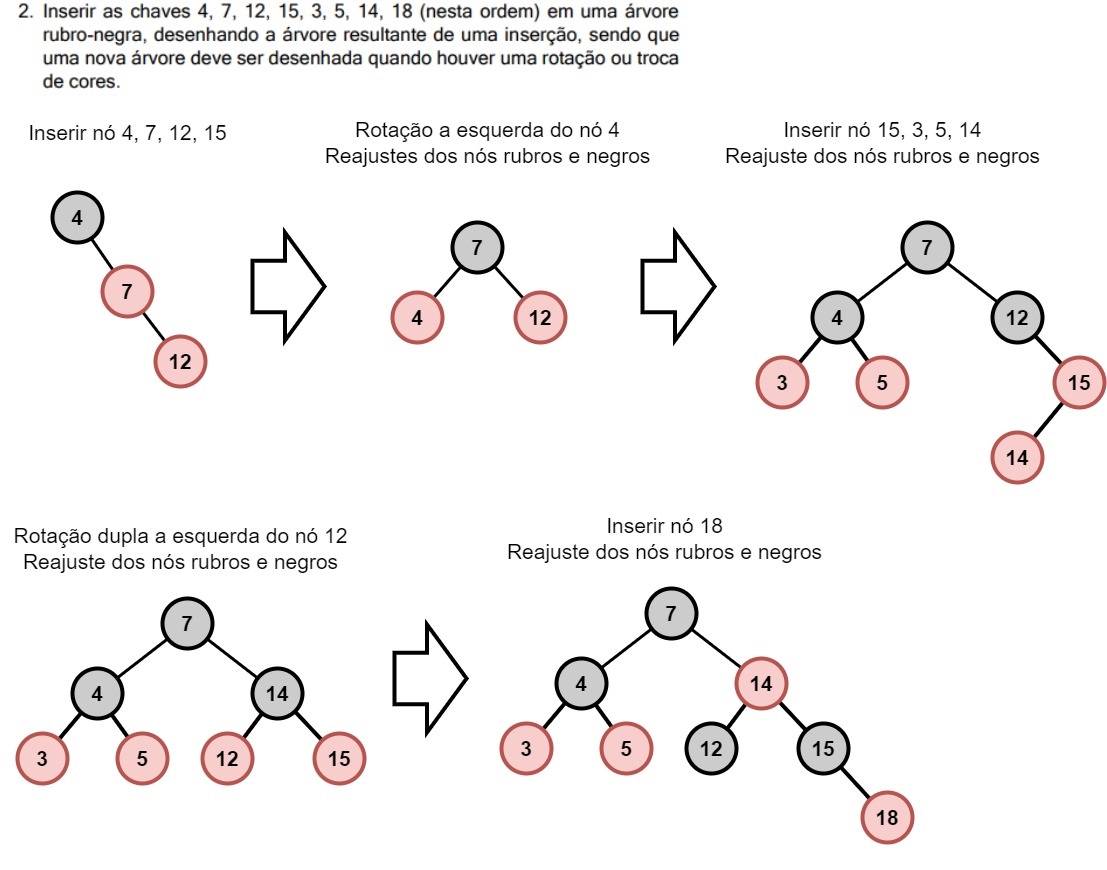 2. Inserir as chaves 4, 7, 12, 15, 3, 5, 14, 18 (nesta ordem) em uma árvore
rubro-negra, desenhando a árvore resultante de uma inserção, sendo que
uma nova árvore deve ser desenhada quando houver uma rotação ou troca
de cores.
Inserir nó 4, 7, 12, 15
4
7
12
Rotação a esquerda do nó 4
Reajustes dos nós rubros e negros
7
4 12
Inserir nó 15, 3, 5, 14
Reajuste dos nós rubros e negros
7
4 12
3 5 15
14
Rotação dupla a esquerda do nó 12
Reajuste dos nós rubros e negros
7
4 14
3 5 12 15
Inserir nó 18
Reajuste dos nós rubros e negros
7
4 14
3 5 12 15
18